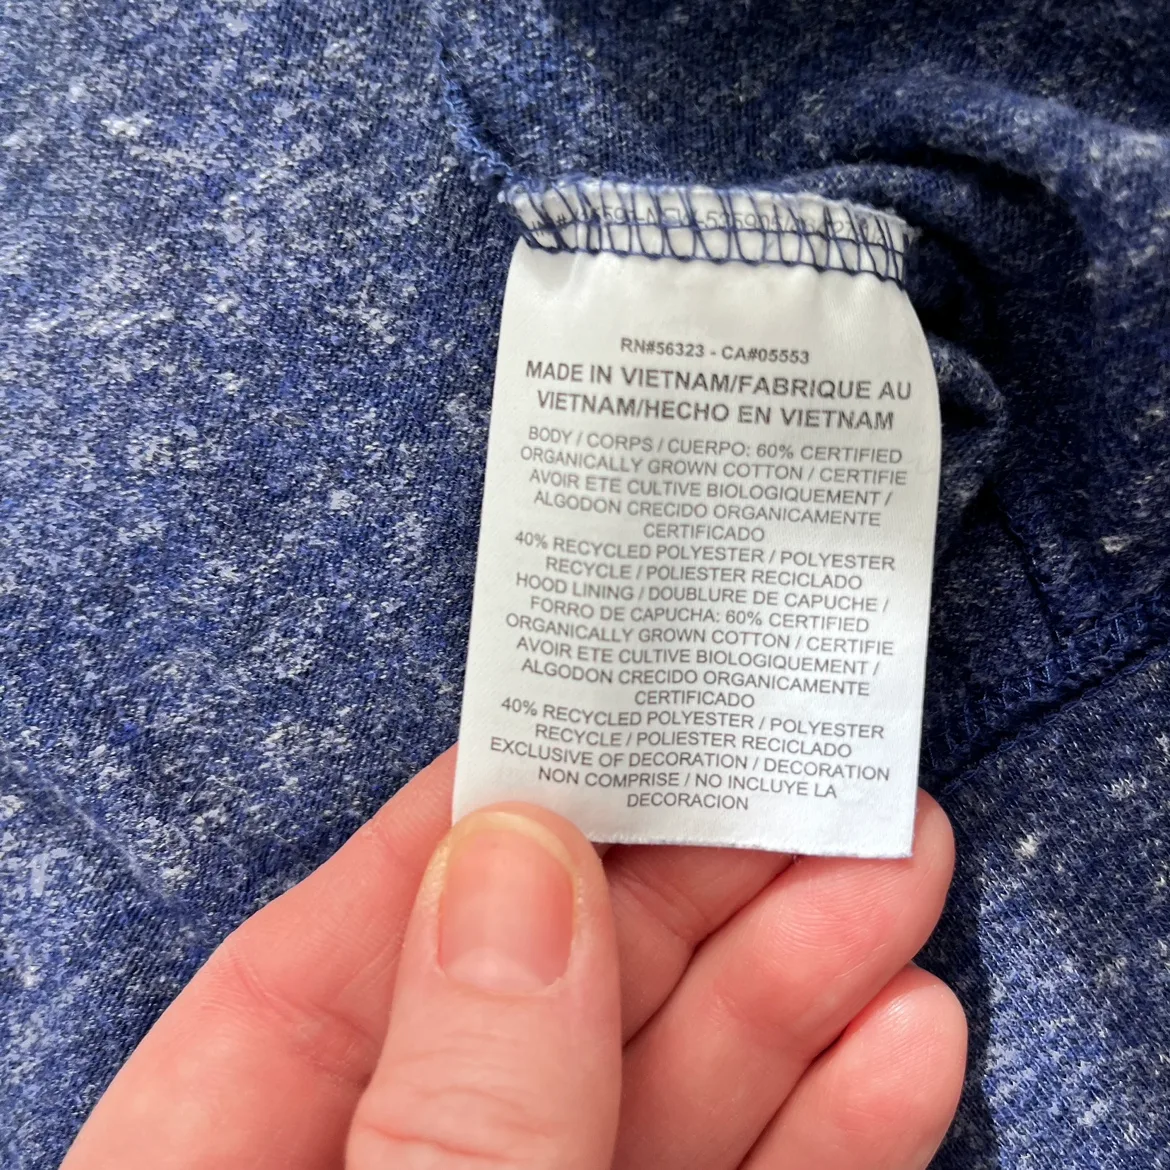 RN#56323 - CA#05553
MADE IN VIETNAM/FABRIQUE AU
VIETNAM/HECHO EN VIETNAM
BODY / CORPS / CUERPO: 60% CERTIFIED
ORGANICALLY GROWN COTTON / CERTIFIE
AVOIR ETE CULTIVE BIOLOGIQUEMENT /
ALGODON CRECIDO ORGANICAMENTE
CERTIFICADO
40% RECYCLED POLYESTER / POLYESTER
RECYCLE / POLIESTER RECICLADO
HOOD LINING / DOUBLURE DE CAPUCHE /
FORRO DE CAPUCHA: 60% CERTIFIED
ORGANICALLY GROWN COTTON / CERTIFIE
AVOIR ETE CULTIVE BIOLOGIQUEMENT /
ALGODON CRECIDO ORGANICAMENTE
CERTIFICADO
40% RECYCLED POLYESTER / POLYESTER
RECYCLE / POLIESTER RECICLADO
EXCLUSIVE OF DECORATION / DECORATION
NON COMPRISE / NO INCLUYE LA
DECORACION